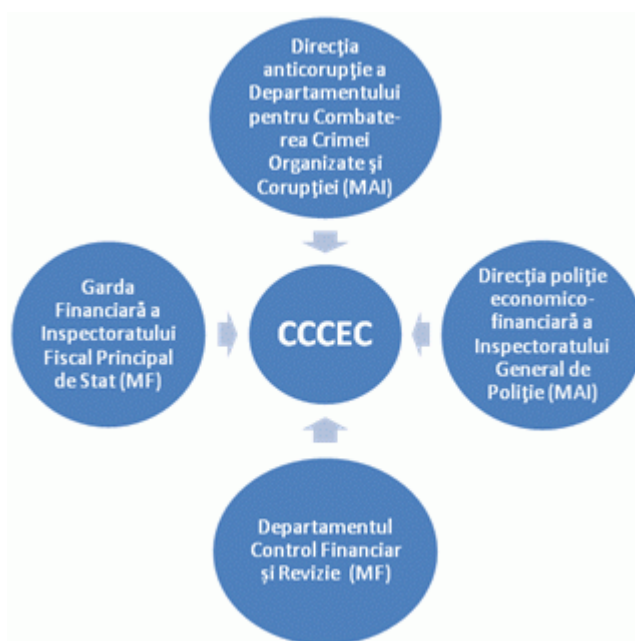 Direcţia
anticorupţie a
Departamentului
pentru Combate-
rea Crimei
Organizate şi
Corupţiei (MAI)
Garda
Financiară a
Inspectoratului
Fiscal Principal
de Stat (MF)
CCCEC
Direcţia poliţie
economico-
financiară a
Inspectoratului
General de
Poliţie (MAI)
Departamentul
Control Financiar
şi Revizie (MF)